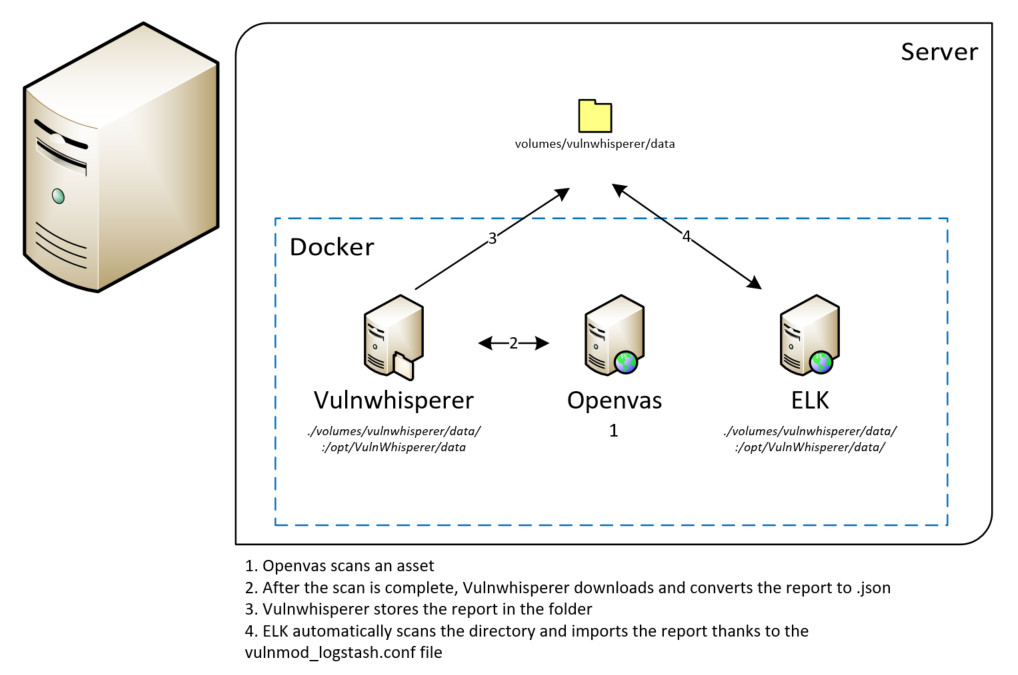 Server
volumes/vulnwhisperer/data
3
4
Docker
2
Vulnwhisperer
./volumes/vulnwhisperer/data/
:/opt/VulnWhisperer/data
Openvas
1
ELK
./volumes/vulnwhisperer/data/
:/opt/VulnWhisperer/data/
1. Openvas scans an asset
2. After the scan is complete, Vulnwhisperer downloads and converts the report to .json
3. Vulnwhisperer stores the report in the folder
4. ELK automatically scans the directory and imports the report thanks to the
vulnmod_logstash.conf file